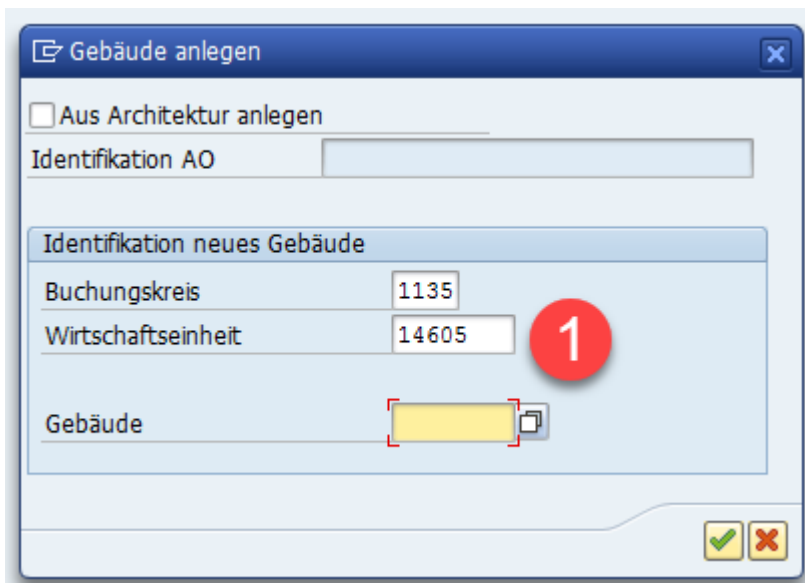 Gebäude anlegen
Aus Architektur anlegen
Identifikation AO
Identifikation neues Gebäude
Buchungskreis 1135
Wirtschaftseinheit 14605
1
Gebäude